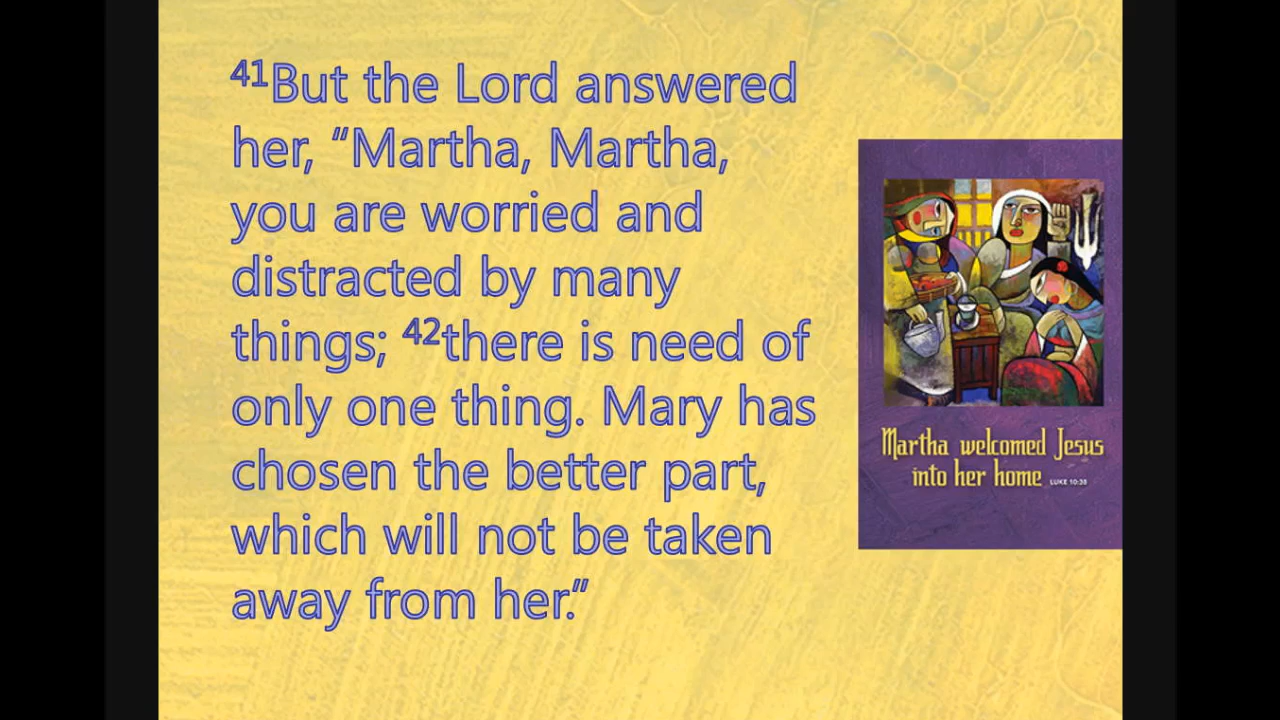 41But the Lord answered
her, “Martha, Martha,
you are worried and
distracted by many
things; 42there is need of
only one thing. Mary has
chosen the better part,
which will not be taken
away from her.”
Martha welcomed Jesus
into her home LUKE 10:38